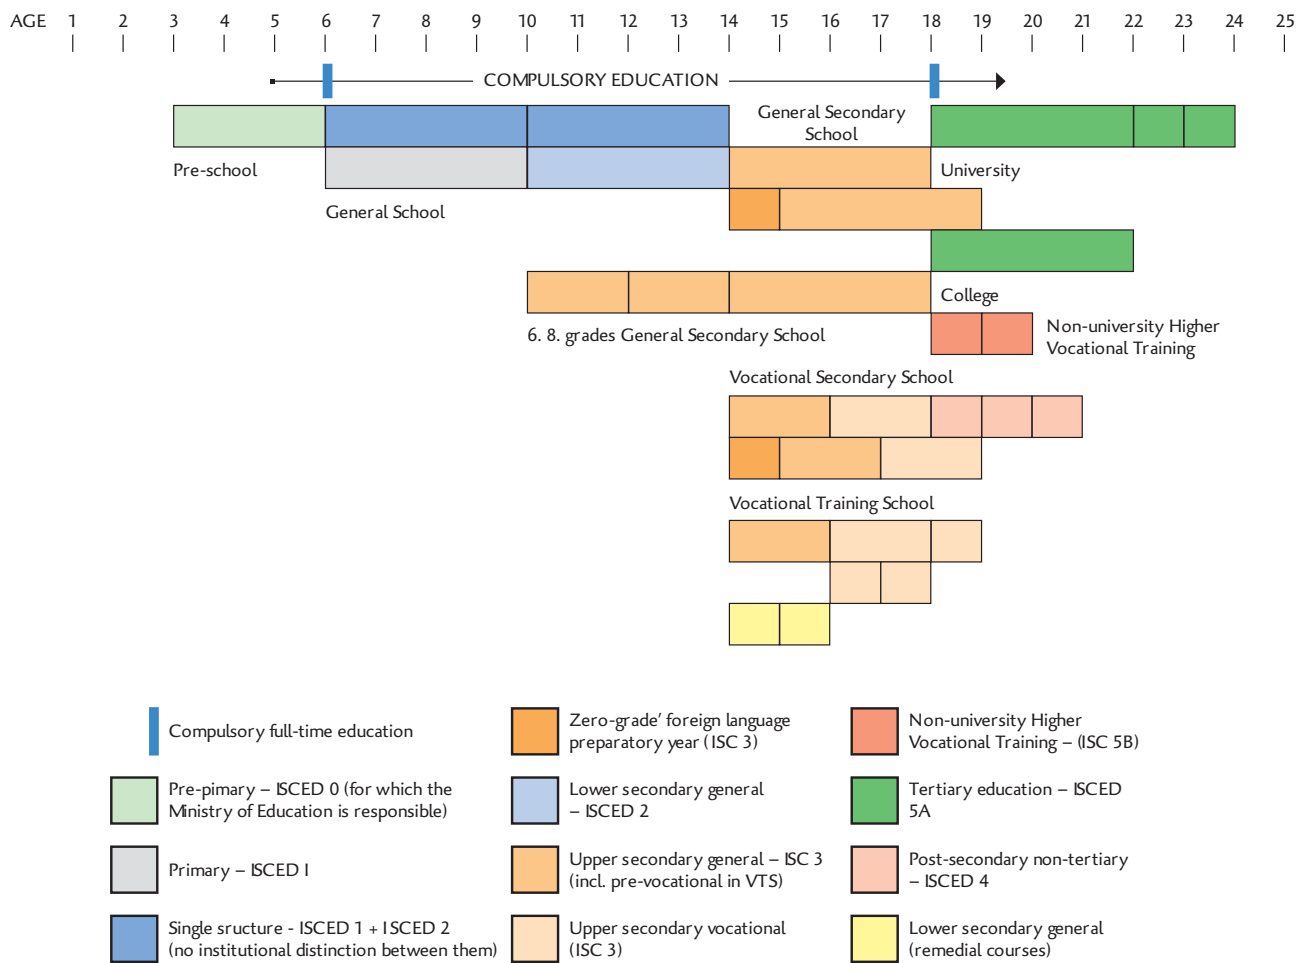 AGE 1 2 3 4 5 6 7 8 9 10 11 12 13 14 15 16 17 18 19 20 21 22 23 24 25
COMPULSORY EDUCATION
General Secondary
School
Pre-school
University
General School
College
6. 8. grades General Secondary School
Non-university Higher
Vocational Training
Vocational Secondary School
Vocational Training School
Compulsory full-time education
Pre-pimary – ISCED 0 (for which the
Ministry of Education is responsible)
Primary – ISCED I
Single sructure - ISCED 1 + ISCED 2
(no institutional distinction between them)
Zero-grade’ foreign language
preparatory year (ISC 3)
Lower secondary general
– ISCED 2
Upper secondary general – ISC 3
(incl. pre-vocational in VTS)
Upper secondary vocational
(ISC 3)
Non-university Higher
Vocational Training – (ISC 5B)
Tertiary education – ISCED
5A
Post-secondary non-tertiary
– ISCED 4
Lower secondary general
(remedial courses)